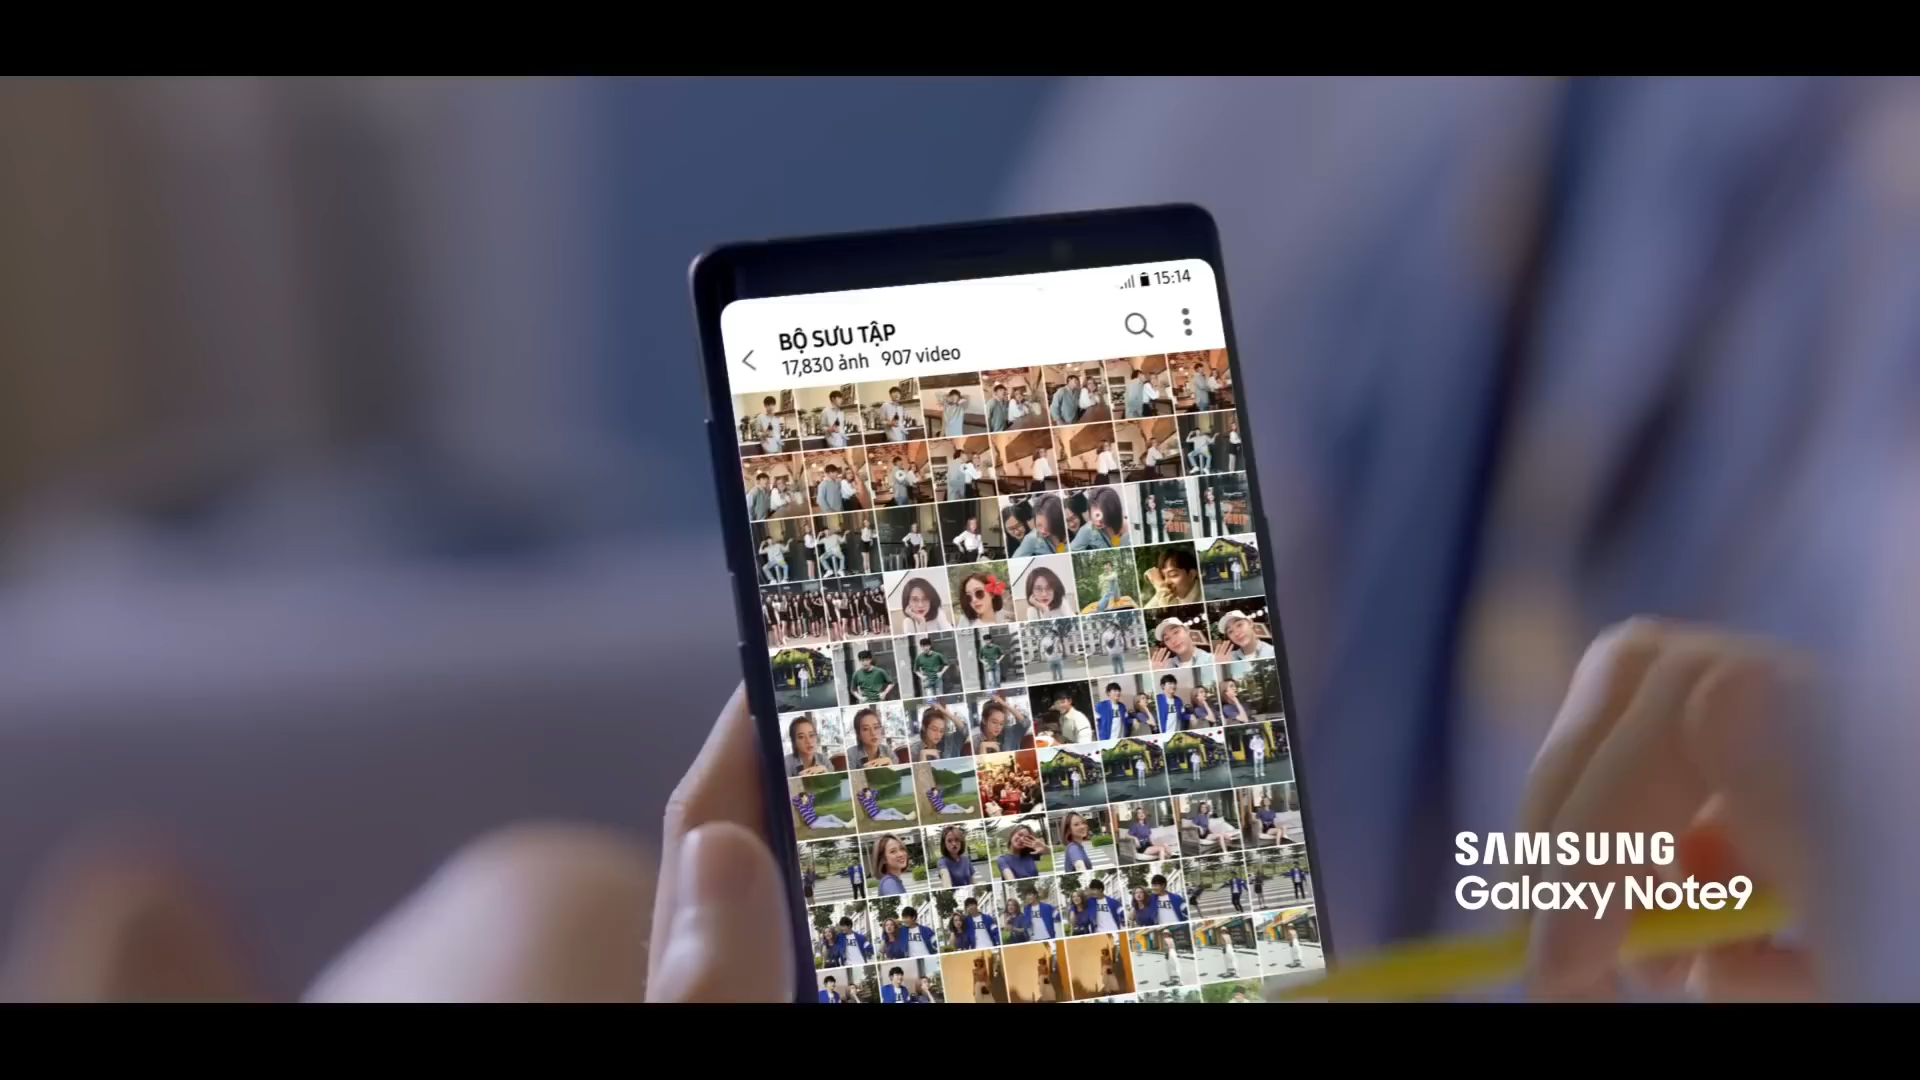 15:14
BỘ SƯU TẬP
17,830 ảnh 907 video
SAMSUNG
Galaxy Note9